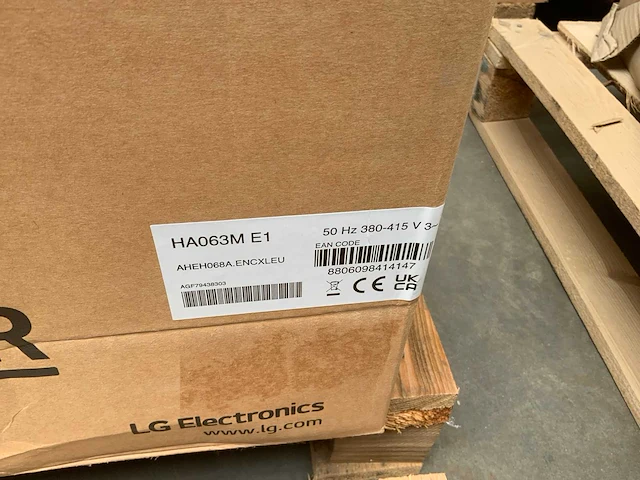 HA063M E1
50 Hz 380-415 V 3~
AHEH068A.ENCXLEU
EAN CODE
8806098414147
AGF79438303
CE UK CA
R
LG Electronics
www.lg.com